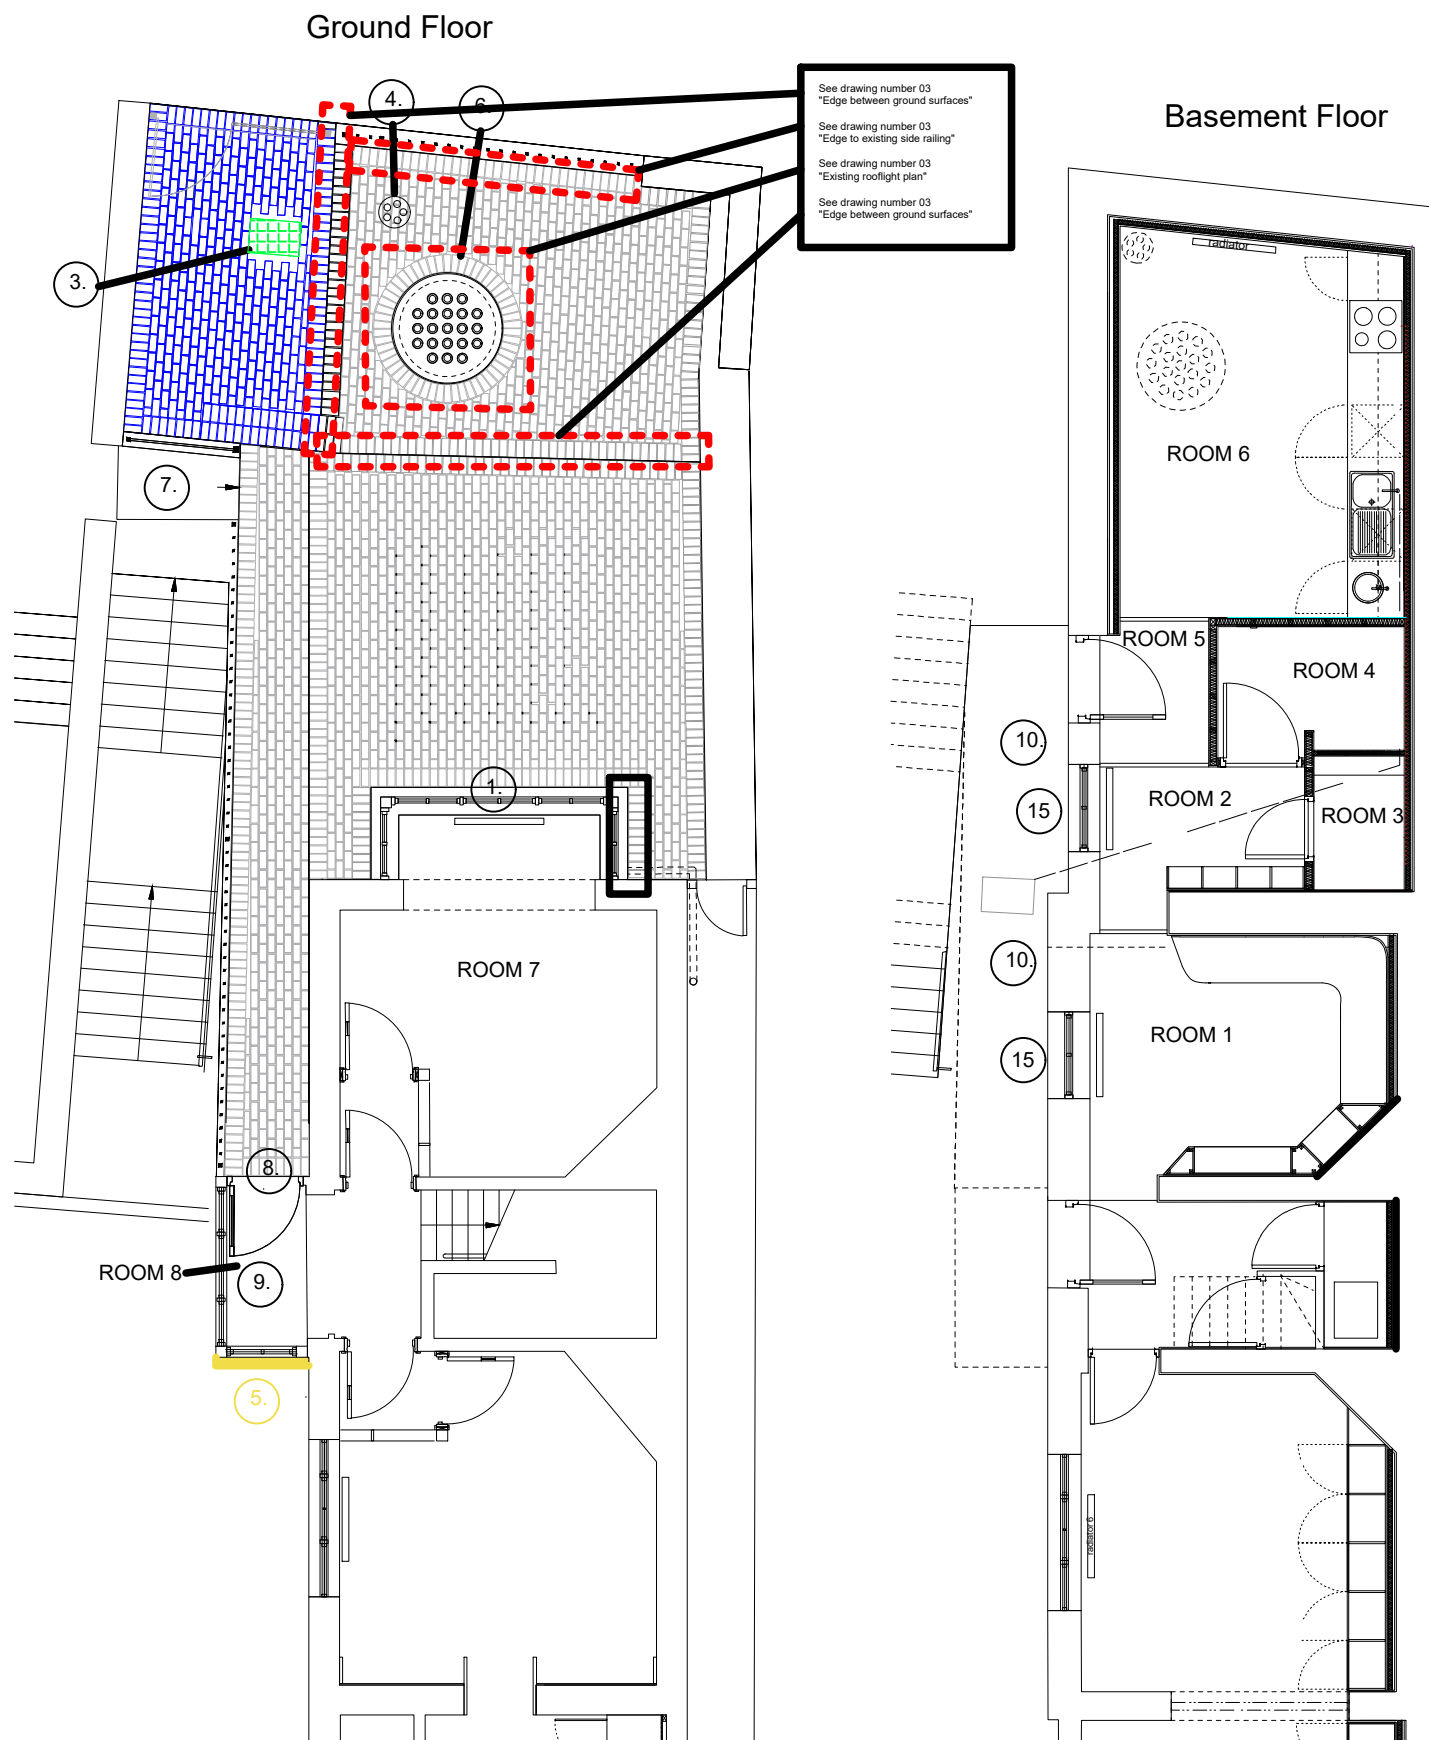 Ground Floor
4.
6.
3.
See drawing number 03
"Edge between ground surfaces"
See drawing number 03
"Edge to existing side railing"
See drawing number 03
"Existing rooflight plan"
See drawing number 03
"Edge between ground surfaces"
7.
1.
ROOM 7
8.
ROOM 8
9.
5.
Basement Floor
radiator
ROOM 6
ROOM 5
ROOM 4
10.
ROOM 2
15
ROOM 3
10.
ROOM 1
15
radiator 6